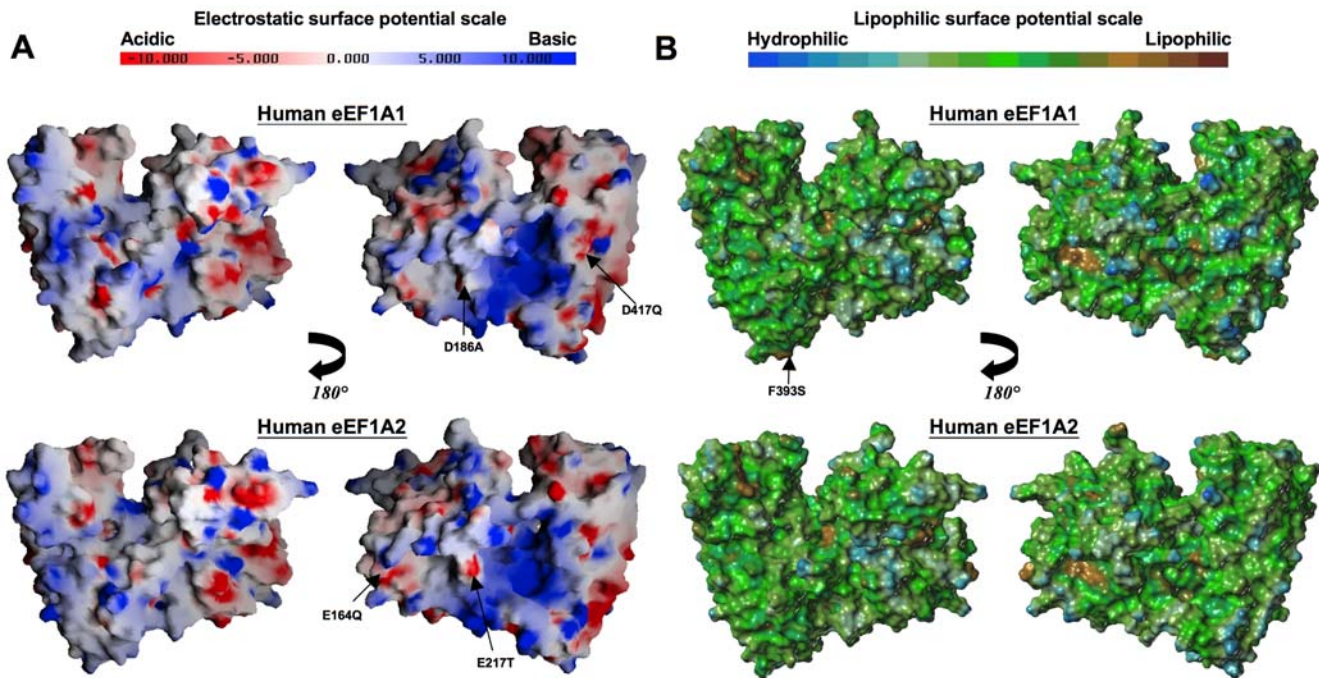 A
Electrostatic surface potential scale
Acidic
Basic
-10.000 -5.000 0.000 5.000 10.000
Human eEF1A1
D417Q
D186A
180°
Human eEF1A2
E164Q
E217T
B
Lipophilic surface potential scale
Hydrophilic
Lipophilic
Human eEF1A1
F393S
180°
Human eEF1A2